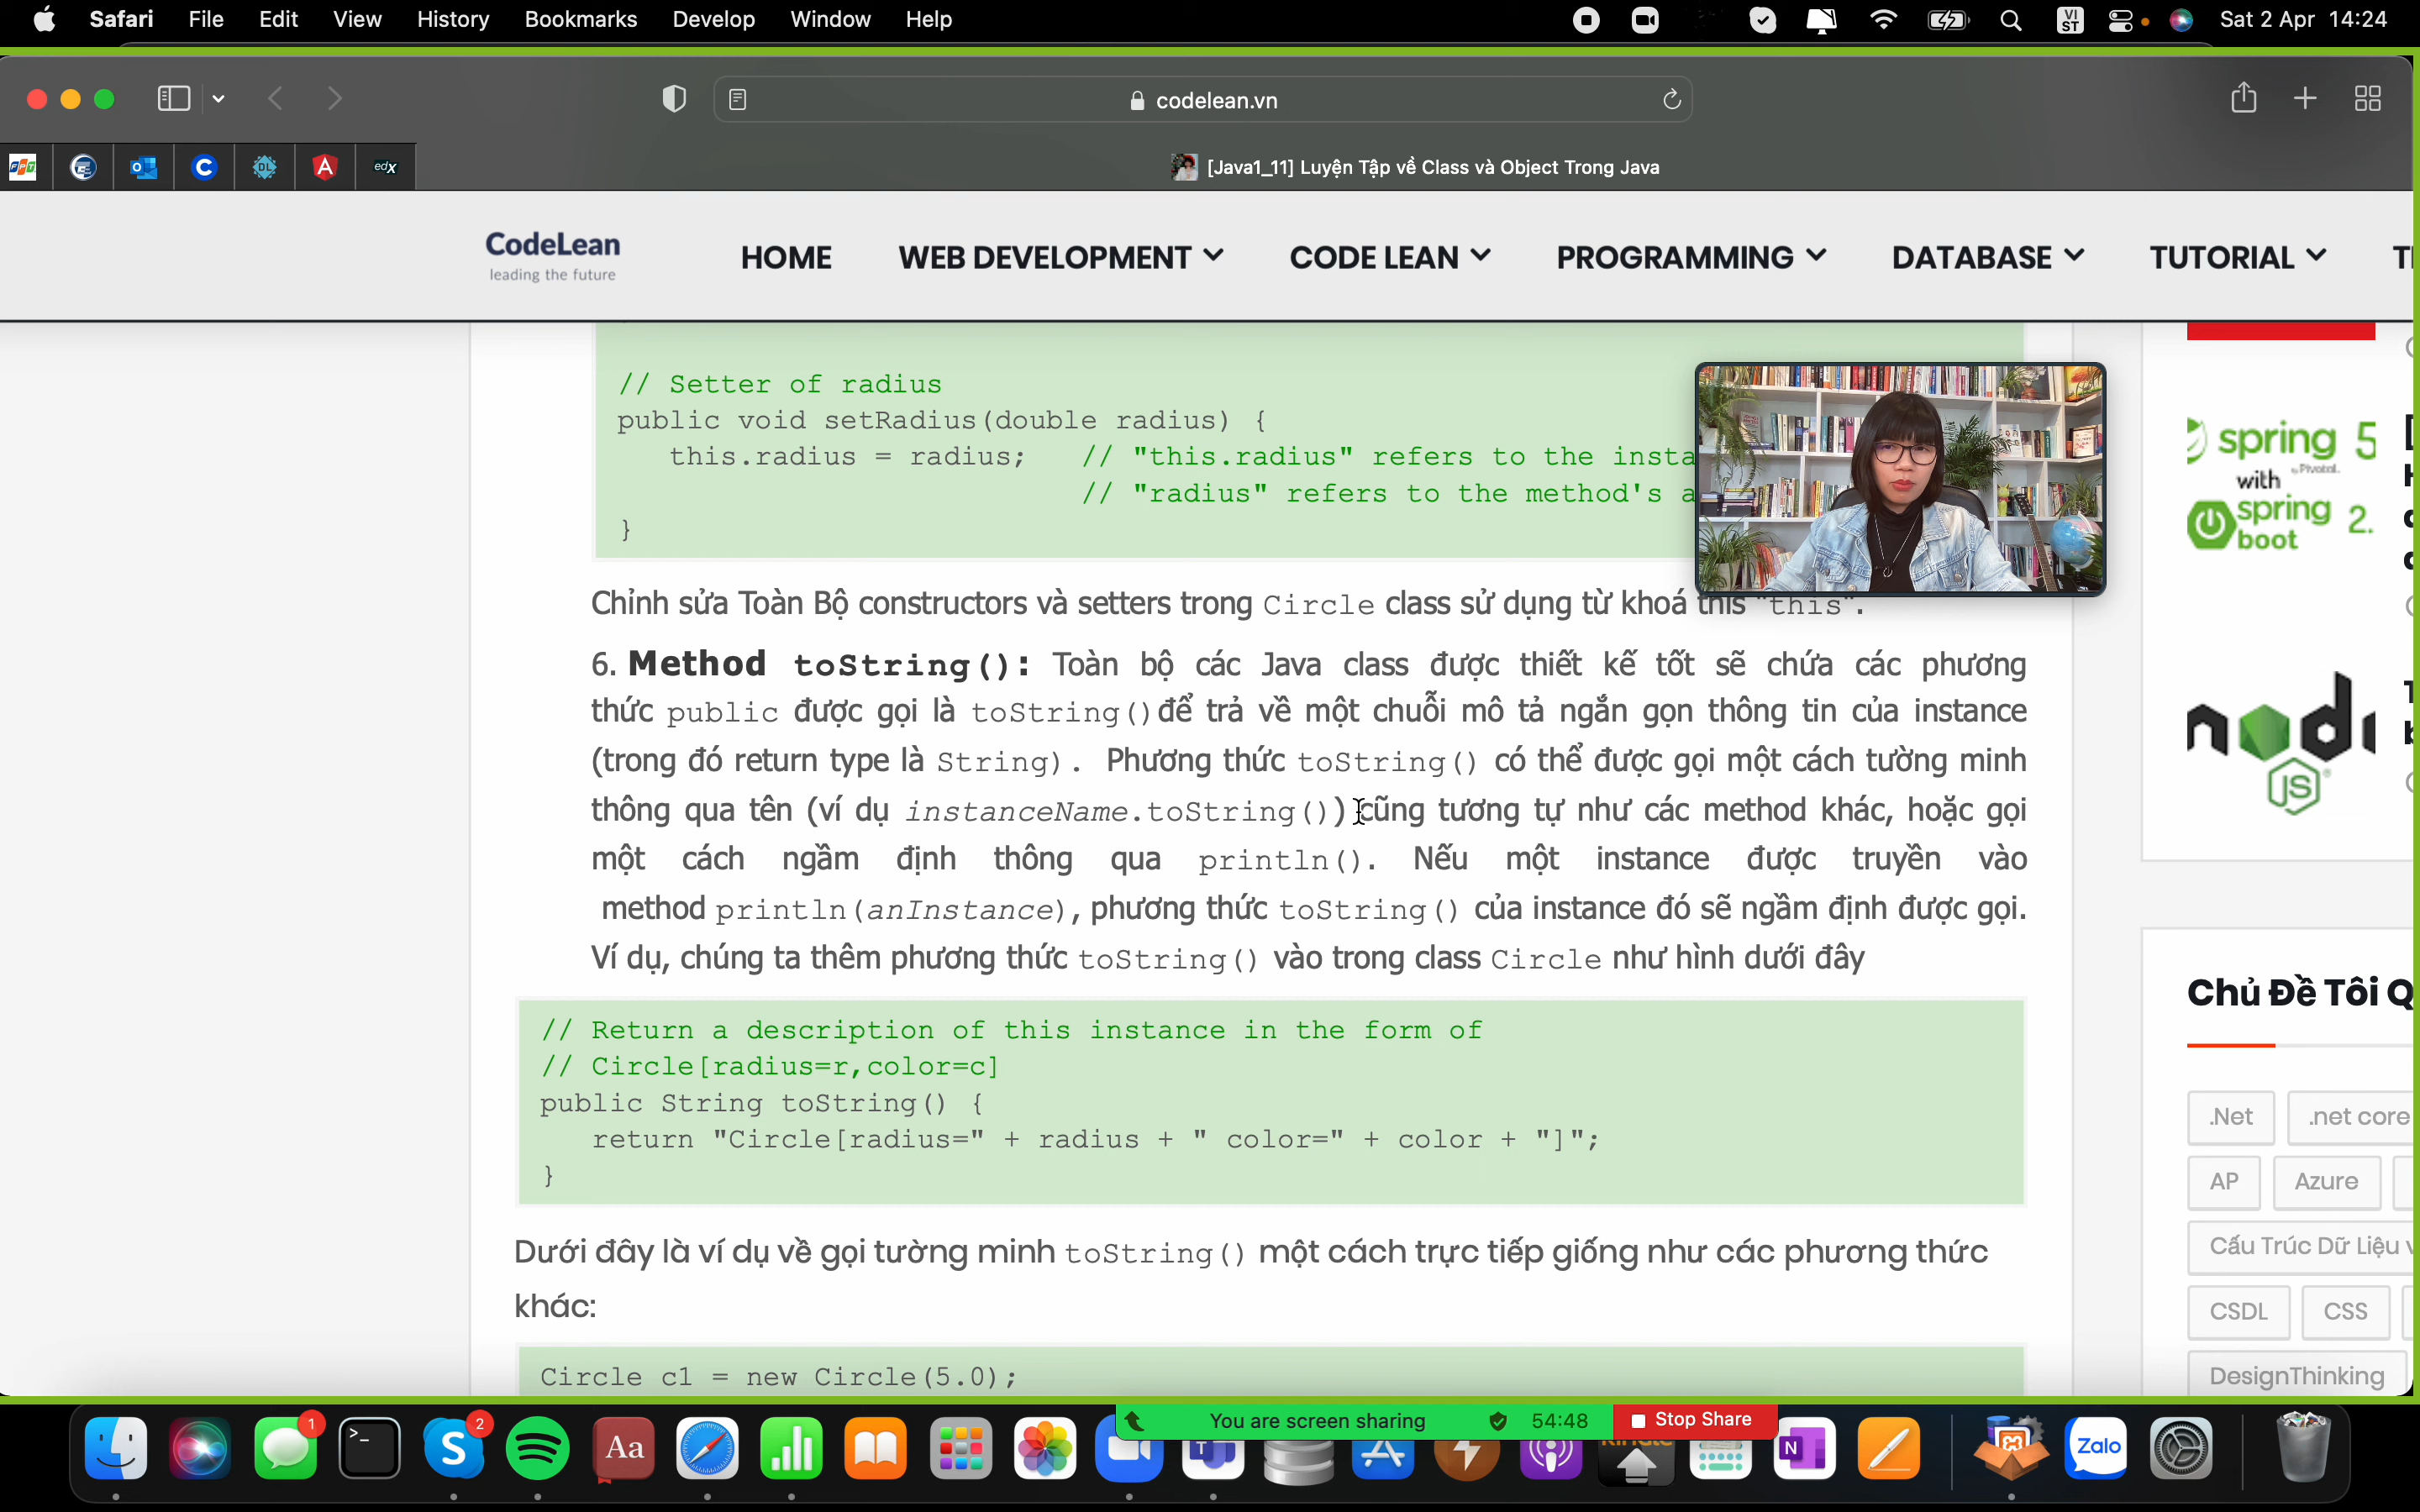 Safari File Edit View History Bookmarks Develop Window Help VI ST Sat 2 Apr 14:24
codelean.vn
FPT edX [Java1_11] Luyện Tập về Class và Object Trong Java
CodeLean
leading the future
HOME WEB DEVELOPMENT CODE LEAN PROGRAMMING DATABASE TUTORIAL
// Setter of radius
public void setRadius(double radius) {
this.radius = radius; // "this.radius" refers to the insta
// "radius" refers to the method's a
}
Chỉnh sửa Toàn Bộ constructors và setters trong Circle class sử dụng từ khoá this "this".
6. Method toString(): Toàn bộ các Java class được thiết kế tốt sẽ chứa các phương
thức public được gọi là toString()để trả về một chuỗi mô tả ngắn gọn thông tin của instance
(trong đó return type là String). Phương thức toString() có thể được gọi một cách tường minh
thông qua tên (ví dụ instanceName.toString()) cũng tương tự như các method khác, hoặc gọi
một cách ngầm định thông qua println(). Nếu một instance được truyền vào
method println(anInstance), phương thức toString() của instance đó sẽ ngầm định được gọi.
Ví dụ, chúng ta thêm phương thức toString() vào trong class Circle như hình dưới đây
// Return a description of this instance in the form of
// Circle[radius=r,color=c]
public String toString() {
return "Circle[radius=" + radius + " color=" + color + "]";
}
Dưới đây là ví dụ về gọi tường minh toString() một cách trực tiếp giống như các phương thức
khác:
Circle c1 = new Circle(5.0);
spring 5
by Pivotal.
with
spring
boot 2.
node
JS
Chủ Đề Tôi Q
.Net .net core
AP Azure
Cấu Trúc Dữ Liệu v
CSDL CSS
DesignThinking
You are screen sharing 54:48 Stop Share
1 2 Aa Zalo